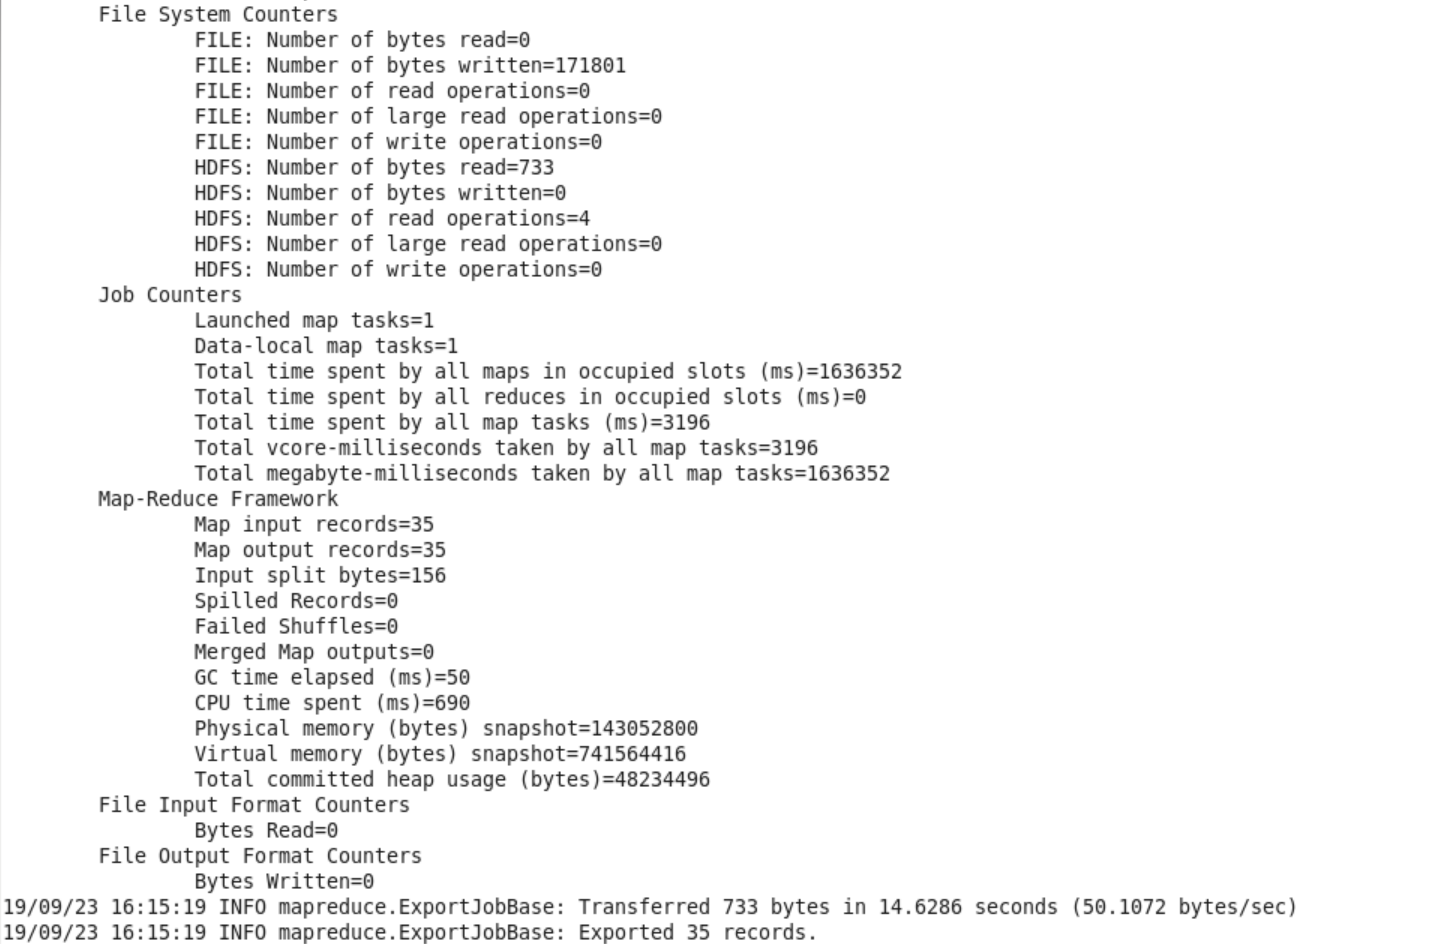 File System Counters
FILE: Number of bytes read=0
FILE: Number of bytes written=171801
FILE: Number of read operations=0
FILE: Number of large read operations=0
FILE: Number of write operations=0
HDFS: Number of bytes read=733
HDFS: Number of bytes written=0
HDFS: Number of read operations=4
HDFS: Number of large read operations=0
HDFS: Number of write operations=0
Job Counters
Launched map tasks=1
Data-local map tasks=1
Total time spent by all maps in occupied slots (ms)=1636352
Total time spent by all reduces in occupied slots (ms)=0
Total time spent by all map tasks (ms)=3196
Total vcore-milliseconds taken by all map tasks=3196
Total megabyte-milliseconds taken by all map tasks=1636352
Map-Reduce Framework
Map input records=35
Map output records=35
Input split bytes=156
Spilled Records=0
Failed Shuffles=0
Merged Map outputs=0
GC time elapsed (ms)=50
CPU time spent (ms)=690
Physical memory (bytes) snapshot=143052800
Virtual memory (bytes) snapshot=741564416
Total committed heap usage (bytes)=48234496
File Input Format Counters
Bytes Read=0
File Output Format Counters
Bytes Written=0
19/09/23 16:15:19 INFO mapreduce.ExportJobBase: Transferred 733 bytes in 14.6286 seconds (50.1072 bytes/sec)
19/09/23 16:15:19 INFO mapreduce.ExportJobBase: Exported 35 records.